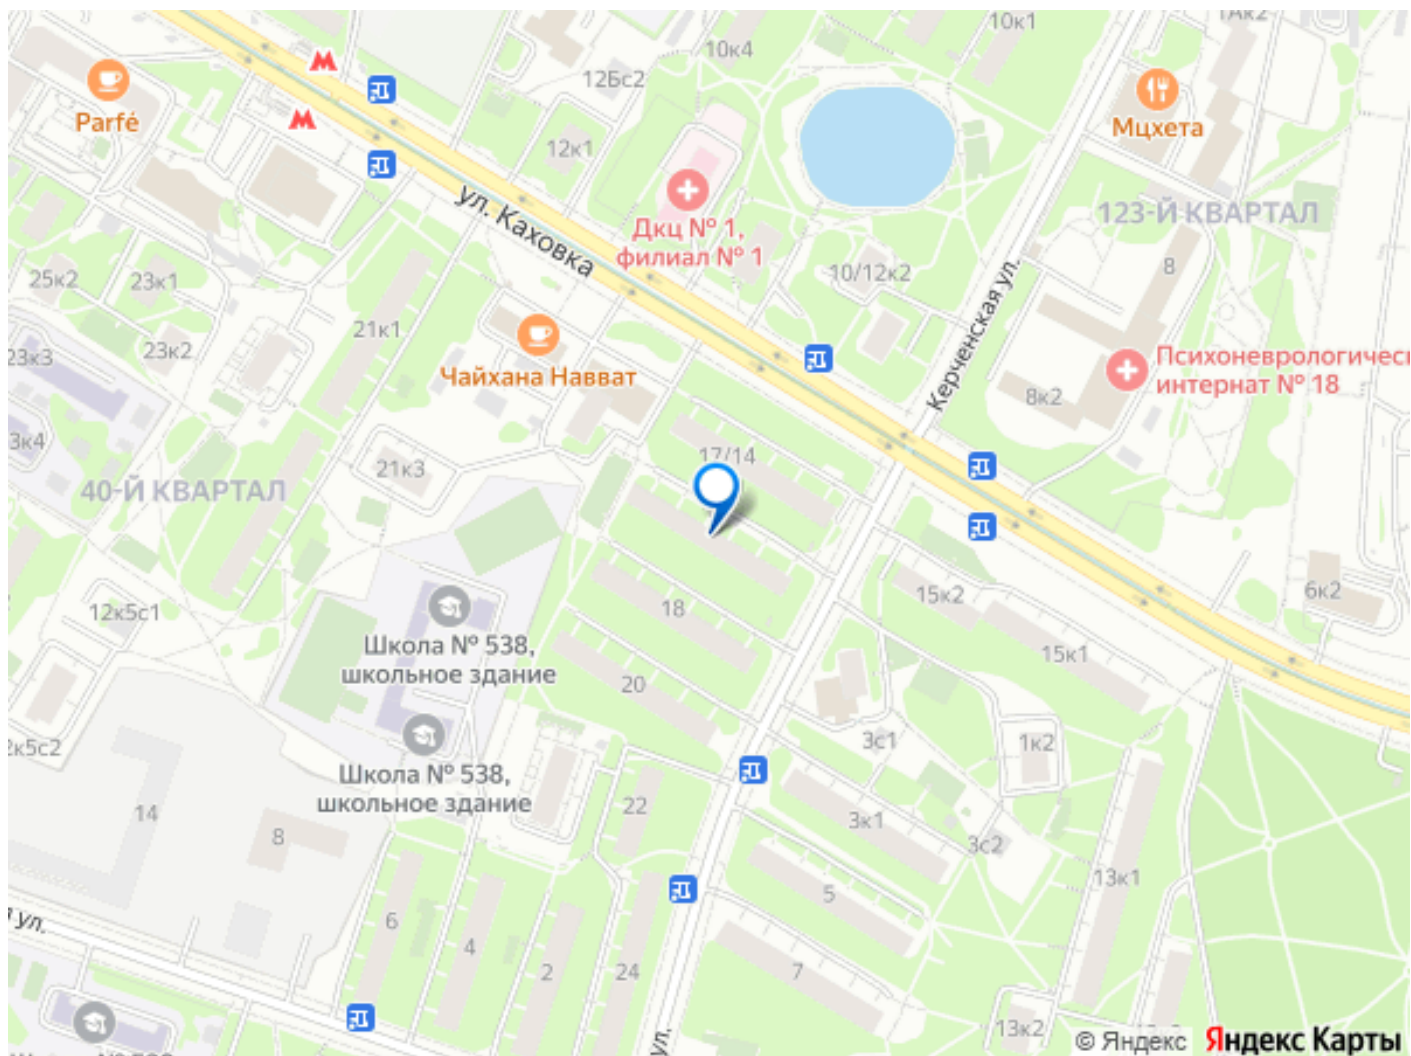 10к1
1Ак2
10к4
12Бс2
Parfé
Мцхета
12к1
ул. Каховка
Дкц № 1,
филиал № 1
123-Й КВАРТАЛ
10/12к2
8
25к2
23к1
Керченская ул.
21к1
23к3
23к2
Чайхана Навват
Психоневрологичес
интернат № 18
8к2
3к4
17/14
21к3
40-Й КВАРТАЛ
6к2
15к2
12к5с1
18
Школа № 538,
школьное здание
15к1
20
2к5с2
3с1
1к2
Школа № 538,
школьное здание
14
22
3к1
8
3с2
13к1
5
6
ул.
4
2
24
7
13к2
ул.
© Яндекс Яндекс Карты